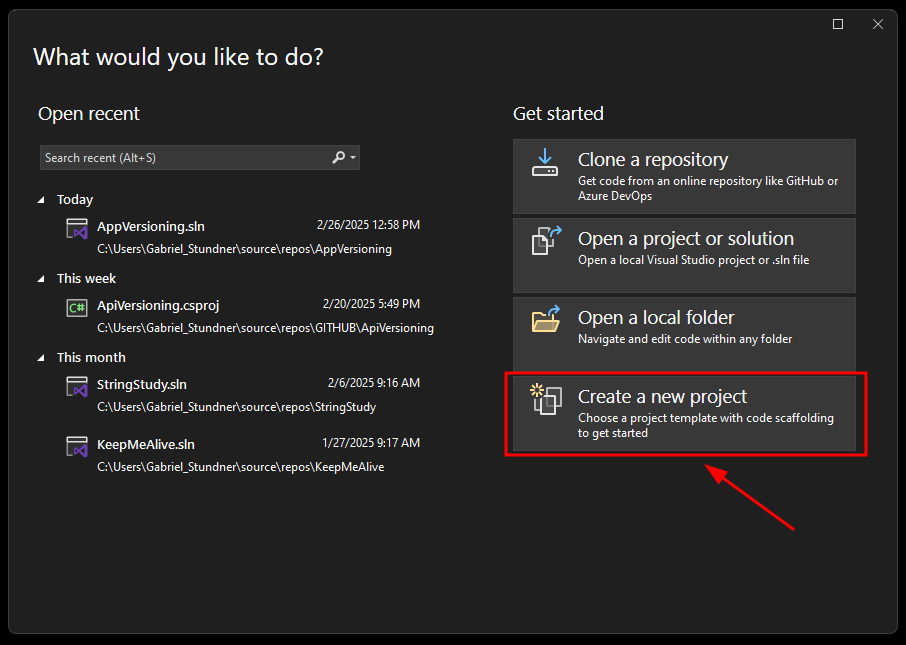 What would you like to do?
Open recent
Search recent (Alt+S)
Today
AppVersioning.sln 2/26/2025 12:58 PM
C:\Users\Gabriel_Stundner\source\repos\AppVersioning
This week
C# ApiVersioning.csproj 2/20/2025 5:49 PM
C:\Users\Gabriel_Stundner\source\repos\GITHUB\ApiVersioning
This month
StringStudy.sln 2/6/2025 9:16 AM
C:\Users\Gabriel_Stundner\source\repos\StringStudy
KeepMeAlive.sln 1/27/2025 9:17 AM
C:\Users\Gabriel_Stundner\source\repos\KeepMeAlive
Get started
Clone a repository
Get code from an online repository like GitHub or
Azure DevOps
Open a project or solution
Open a local Visual Studio project or .sln file
Open a local folder
Navigate and edit code within any folder
Create a new project
Choose a project template with code scaffolding
to get started